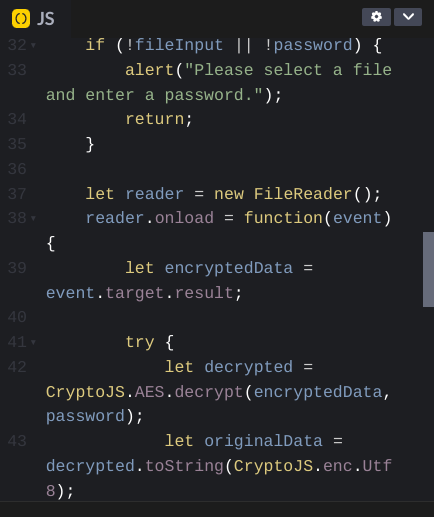 () JS
32 if (!fileInput || !password) {
33 alert("Please select a file
and enter a password.");
34 return;
35 }
36
37 let reader = new FileReader();
38 reader.onload = function(event)
{
39 let encryptedData =
event.target.result;
40
41 try {
42 let decrypted =
CryptoJS.AES.decrypt(encryptedData,
password);
43 let originalData =
decrypted.toString(CryptoJS.enc.Utf
8);